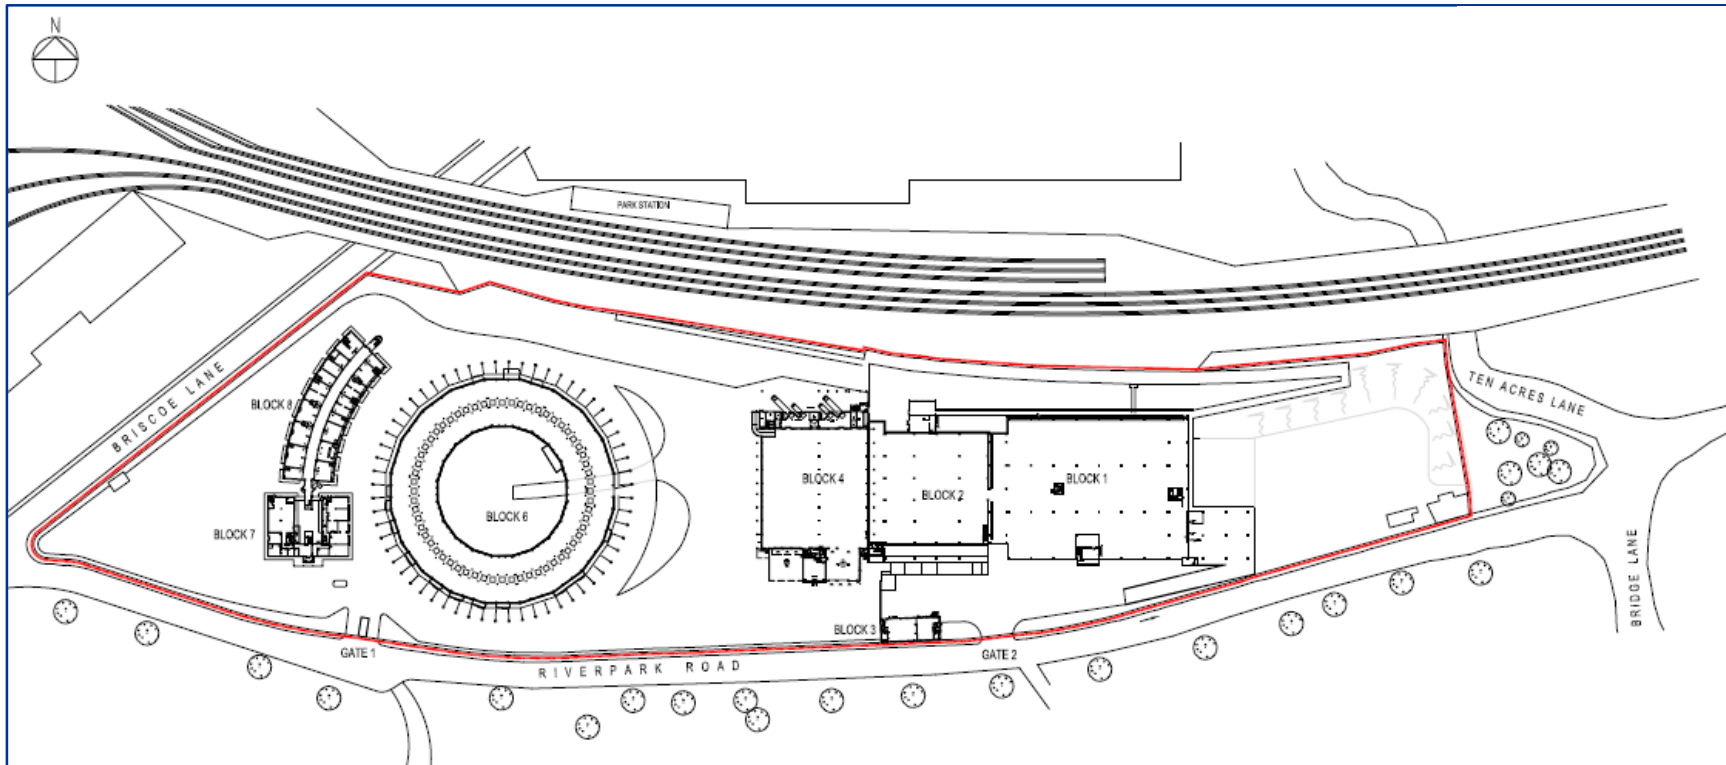 N
PARK STATION
BRISCOE LANE
TEN ACRES LANE
BLOCK 8
BLOCK 4
BLOCK 1
BLOCK 2
BLOCK 6
BLOCK 7
BRIDGE LANE
BLOCK 3
GATE 1
GATE 2
RIVERPARK ROAD